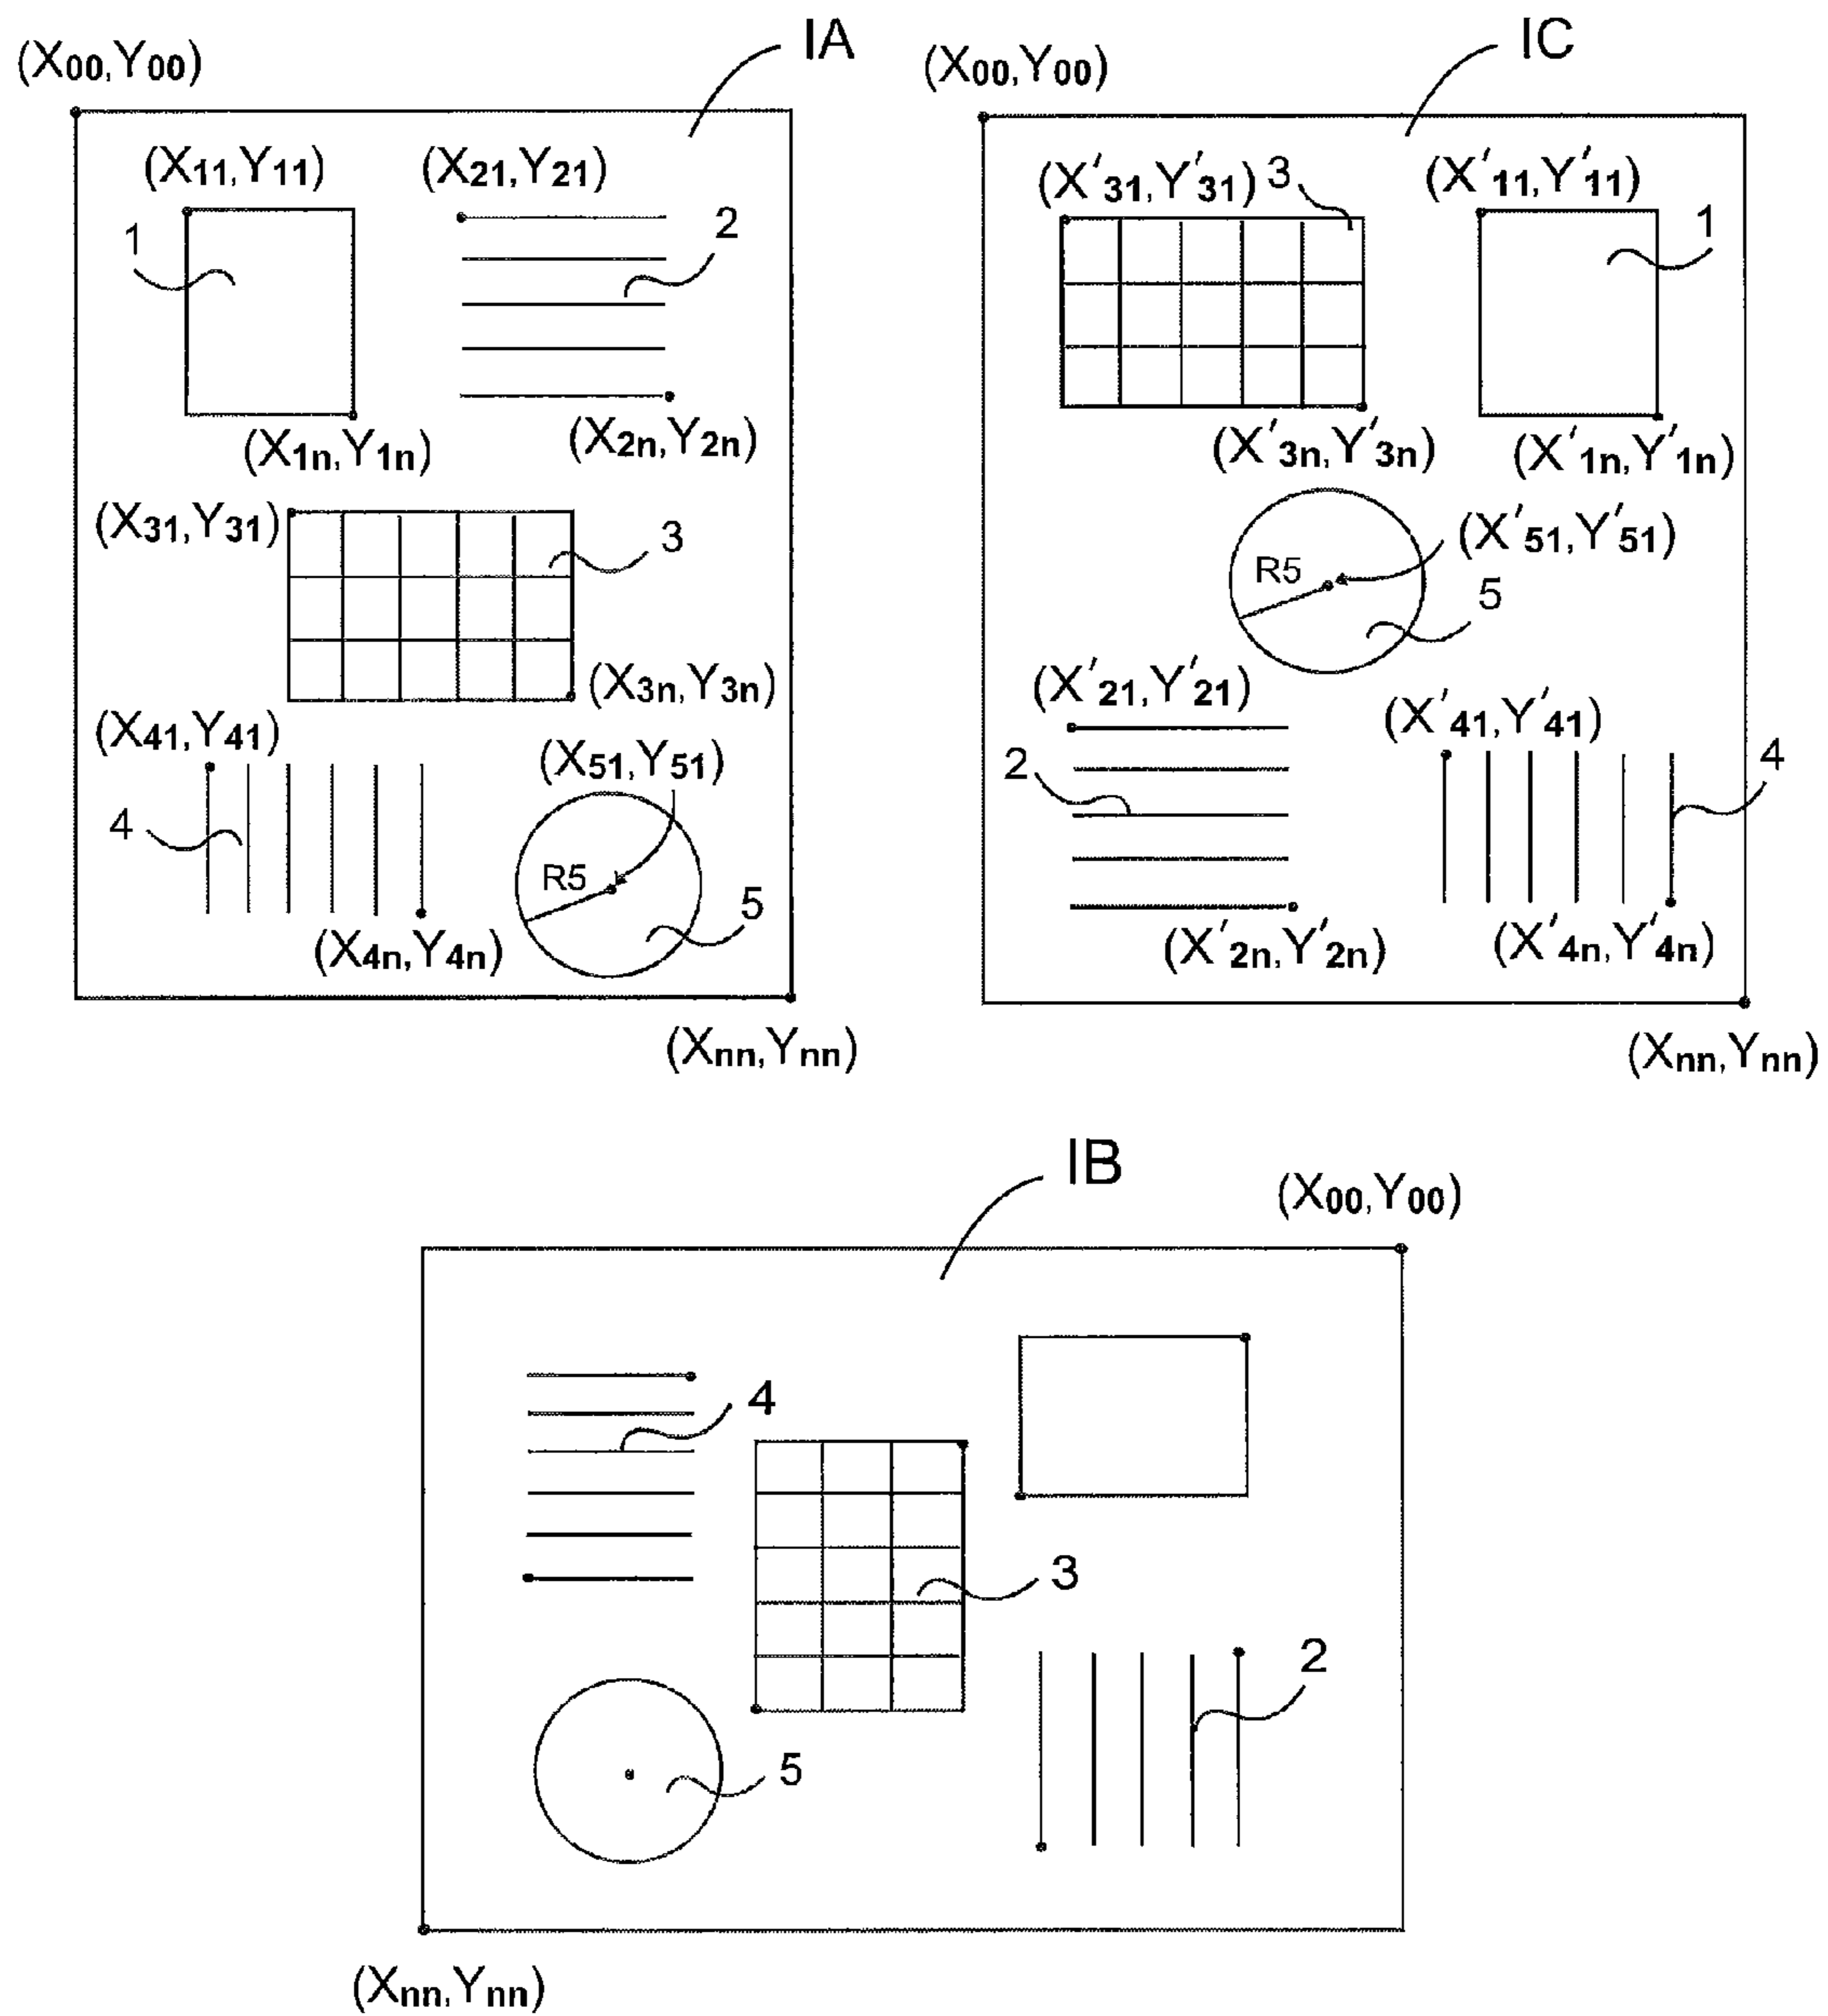 IA
(X00,Y00)
(X11,Y11)
(X21,Y21)
1
2
(X1n,Y1n)
(X2n,Y2n)
(X31,Y31)
3
(X3n,Y3n)
(X41,Y41)
(X51,Y51)
4
R5
5
(X4n,Y4n)
(Xnn,Ynn)
IC
(X00,Y00)
(X'31,Y'31)
3
(X'11,Y'11)
1
(X'3n,Y'3n)
(X'1n,Y'1n)
(X'51,Y'51)
R5
5
(X'21,Y'21)
(X'41,Y'41)
2
4
(X'2n,Y'2n)
(X'4n,Y'4n)
(Xnn,Ynn)
IB
(X00,Y00)
4
3
2
5
(Xnn,Ynn)